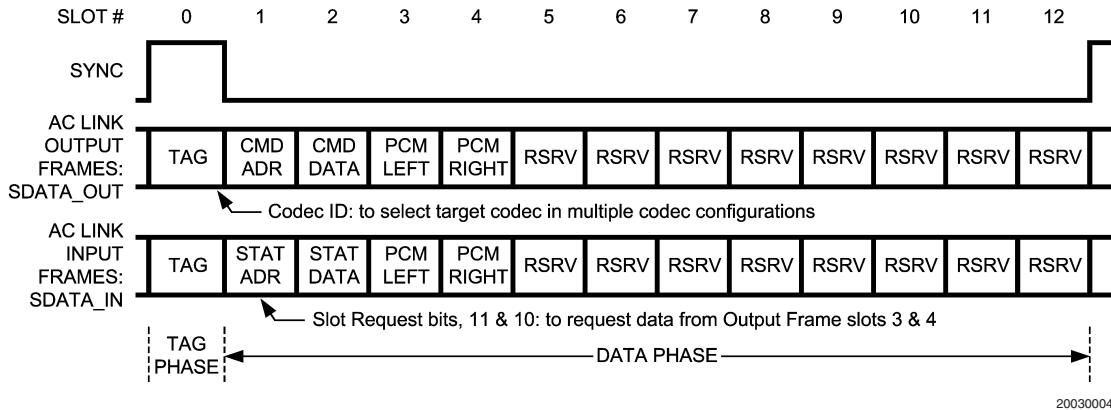 SLOT # 0 1 2 3 4 5 6 7 8 9 10 11 12
SYNC
AC LINK
OUTPUT
FRAMES:
SDATA_OUT
TAG
CMD
ADR
CMD
DATA
PCM
LEFT
PCM
RIGHT
RSRV RSRV RSRV RSRV RSRV RSRV RSRV RSRV
Codec ID: to select target codec in multiple codec configurations
AC LINK
INPUT
FRAMES:
SDATA_IN
TAG
STAT
ADR
STAT
DATA
PCM
LEFT
PCM
RIGHT
RSRV RSRV RSRV RSRV RSRV RSRV RSRV RSRV
Slot Request bits, 11 & 10: to request data from Output Frame slots 3 & 4
TAG
PHASE
DATA PHASE
20030004